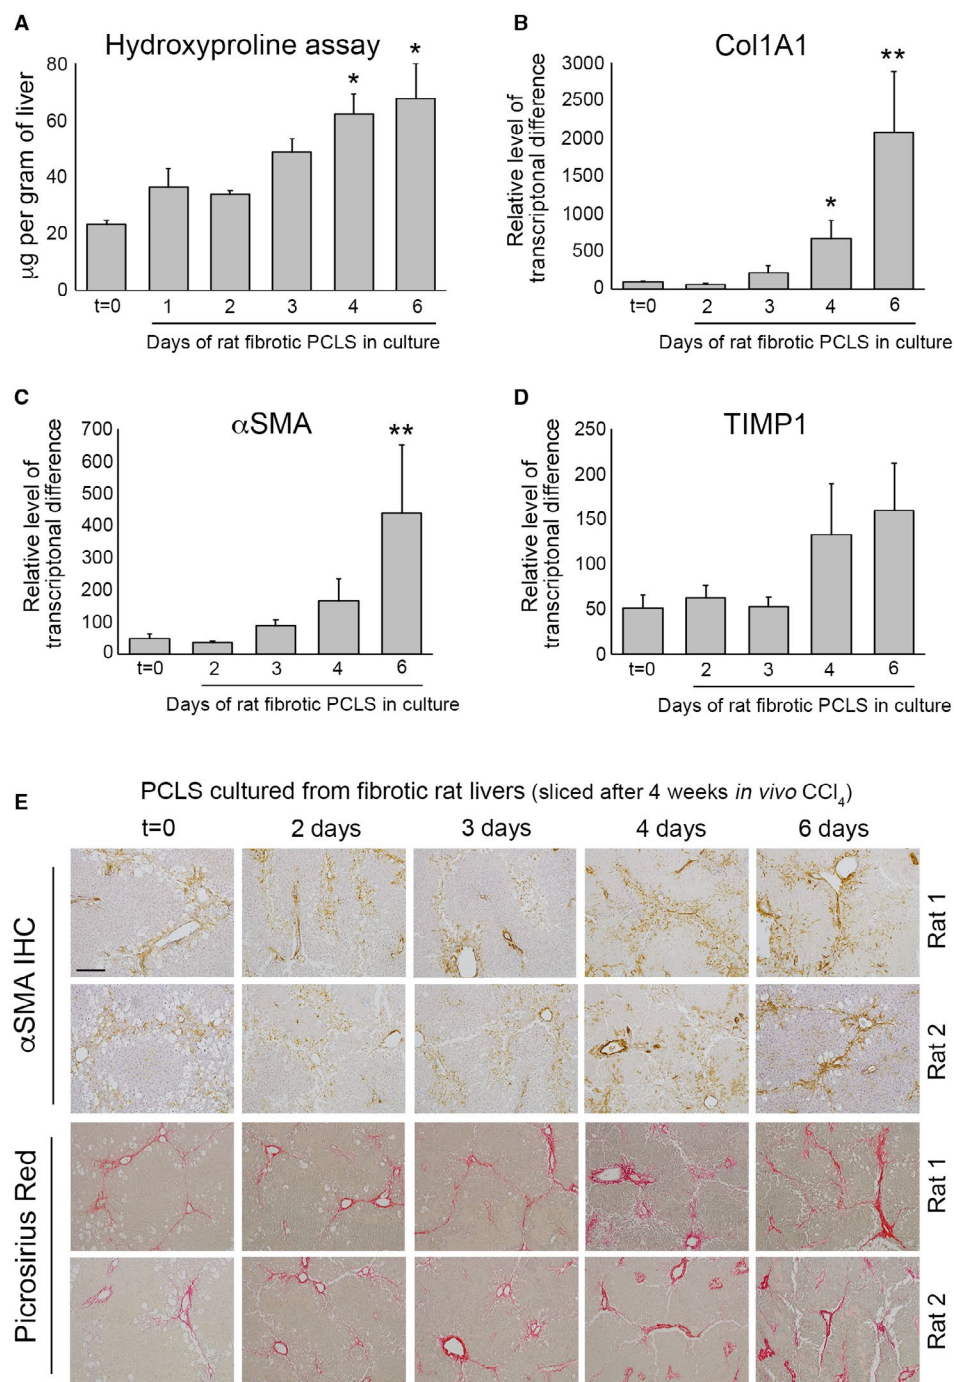 A
Hydroxyproline assay
µg per gram of liver
80
60
40
20
0
*
*
t=0 1 2 3 4 6
Days of rat fibrotic PCLS in culture
B
Col1A1
Relative level of
transcriptonal difference
3000
2500
2000
1500
1000
500
0
*
**
t=0 2 3 4 6
Days of rat fibrotic PCLS in culture
C
αSMA
Relative level of
transcriptonal difference
700
600
500
400
300
200
100
0
**
t=0 2 3 4 6
Days of rat fibrotic PCLS in culture
D
TIMP1
Relative level of
transcriptonal difference
250
200
150
100
50
0
t=0 2 3 4 6
Days of rat fibrotic PCLS in culture
E
PCLS cultured from fibrotic rat livers (sliced after 4 weeks in vivo CCl₄)
t=0 2 days 3 days 4 days 6 days
αSMA IHC
Rat 1
Rat 2
Picrosirius Red
Rat 1
Rat 2